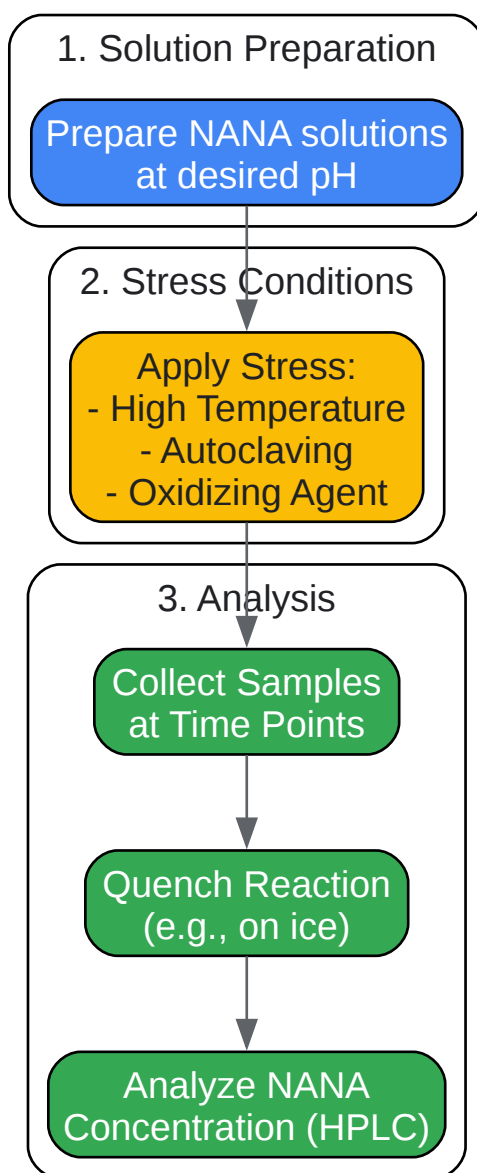 1. Solution Preparation
Prepare NANA solutions
at desired pH
2. Stress Conditions
Apply Stress:
- High Temperature
- Autoclaving
- Oxidizing Agent
3. Analysis
Collect Samples
at Time Points
Quench Reaction
(e.g., on ice)
Analyze NANA
Concentration (HPLC)